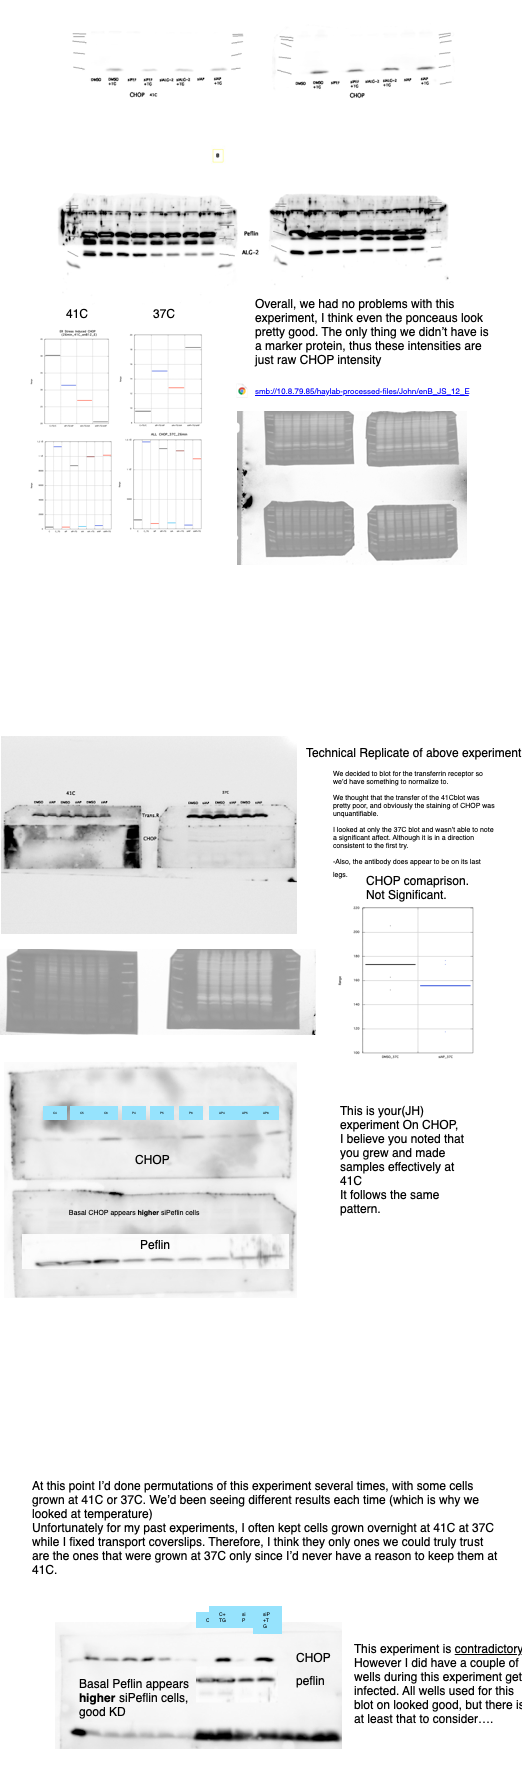 DMSO DMSO +TG siPEF siPEF +TG siALG-2 siALG-2 +TG siAP siAP +TG
CHOP 41C
DMSO DMSO +TG siPEF siPEF +TG siALG-2 siALG-2 +TG siAP siAP +TG
CHOP
Peflin
ALG-2
41C
37C
Overall, we had no problems with this
experiment, I think even the ponceaus look
pretty good. The only thing we didn't have is
a marker protein, thus these intensities are
just raw CHOP intensity
smb://10.8.79.85/haylab-processed-files/John/enB_JS_12_E
Technical Replicate of above experiment
We decided to blot for the transferrin receptor so
we'd have something to normalize to.
We thought that the transfer of the 41Cblot was
pretty poor, and obviously the staining of CHOP was
unquantifiable.
I looked at only the 37C blot and wasn't able to note
a significant affect. Although it is in a direction
consistent to the first try.
-Also, the antibody does appear to be on its last
legs.
41C
37C
DMSO siAP DMSO siAP DMSO siAP
DMSO siAP DMSO siAP DMSO siAP
Trans.R
CHOP
CHOP comaprison.
Not Significant.
220
200
180
160
140
120
100
Range
DMSO_37C
siAP_37C
CHOP
Basal CHOP appears higher siPeflin cells
Peflin
This is your(JH)
experiment On CHOP,
I believe you noted that
you grew and made
samples effectively at
41C
It follows the same
pattern.
At this point I'd done permutations of this experiment several times, with some cells
grown at 41C or 37C. We'd been seeing different results each time (which is why we
looked at temperature)
Unfortunately for my past experiments, I often kept cells grown overnight at 41C at 37C
while I fixed transport coverslips. Therefore, I think they only ones we could truly trust
are the ones that were grown at 37C only since I'd never have a reason to keep them at
41C.
C C+ TG si P siP +T G
CHOP
peflin
Basal Peflin appears
higher siPeflin cells,
good KD
This experiment is contradictory
However I did have a couple of
wells during this experiment get
infected. All wells used for this
blot on looked good, but there is
at least that to consider….